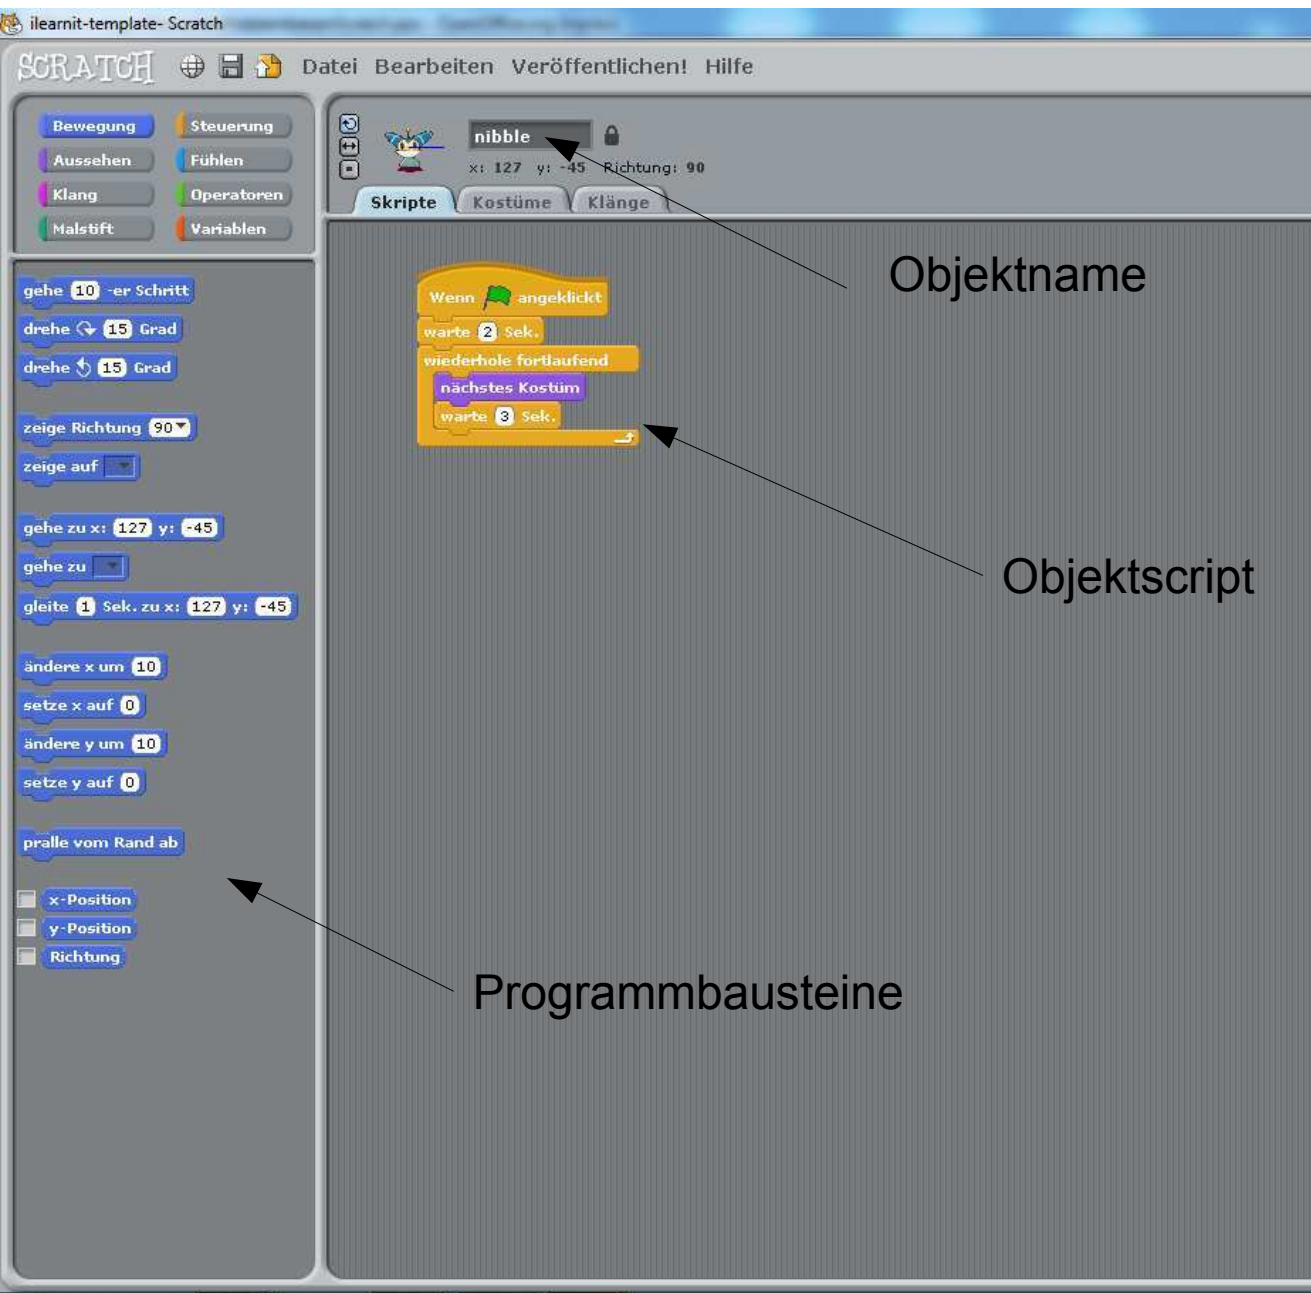 ilearnit-template- Scratch
SCRATCH Datei Bearbeiten Veröffentlichen! Hilfe
Bewegung Steuerung
Aussehen Fühlen
Klang Operatoren
Malstift Variablen
nibble
x: 127 y: -45 Richtung: 90
Skripte Kostüme Klänge
gehe 10 -er Schritt
drehe 15 Grad
drehe 15 Grad
zeige Richtung 90
zeige auf
gehe zu x: 127 y: -45
gehe zu
gleite 1 Sek. zu x: 127 y: -45
ändere x um 10
setze x auf 0
ändere y um 10
setze y auf 0
pralle vom Rand ab
x-Position
y-Position
Richtung
Wenn angeklickt
warte 2 Sek.
wiederhole fortlaufend
nächstes Kostüm
warte 3 Sek.
Objektname
Objektscript
Programmbausteine